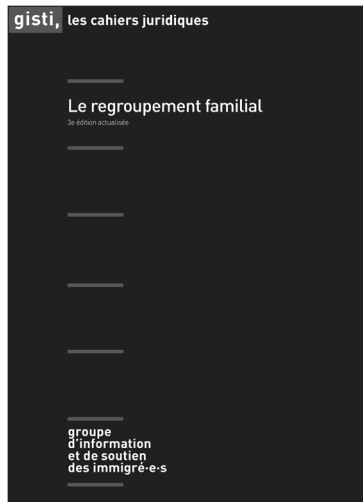 gisti, les cahiers juridiques
Le regroupement familial
3e édition actualisée
groupe
d'information
et de soutien
des immigré·e·s